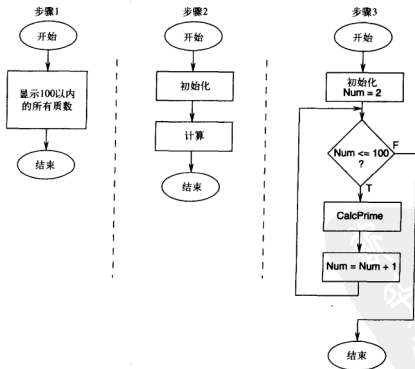 步骤1
开始
显示100以内
的所有质数
结束
步骤2
开始
初始化
计算
结束
步骤3
开始
初始化
Num = 2
Num <= 100
?
F
T
CalcPrime
Num = Num + 1
结束